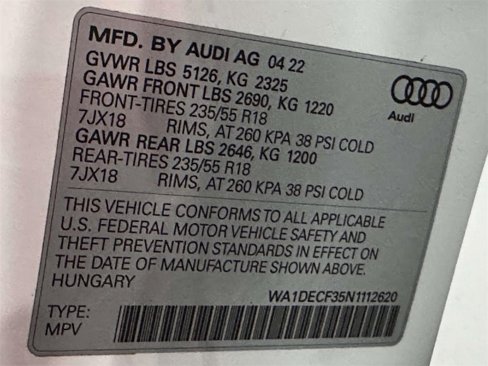 MFD. BY AUDI AG 04 22
GVWR LBS 5126, KG 2325
GAWR FRONT LBS 2690, KG 1220
FRONT-TIRES 235/55 R18
7JX18 RIMS, AT 260 KPA 38 PSI COLD
GAWR REAR LBS 2646, KG 1200
REAR-TIRES 235/55 R18
7JX18 RIMS, AT 260 KPA 38 PSI COLD
Audi
THIS VEHICLE CONFORMS TO ALL APPLICABLE
U.S. FEDERAL MOTOR VEHICLE SAFETY AND
THEFT PREVENTION STANDARDS IN EFFECT ON
THE DATE OF MANUFACTURE SHOWN ABOVE.
HUNGARY
WA1DECF35N1112620
TYPE:
MPV